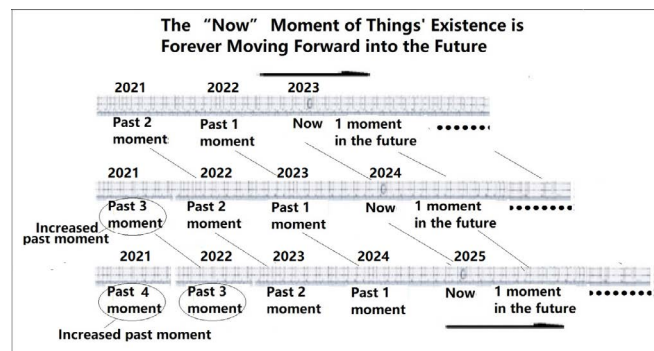 The “Now” Moment of Things' Existence is
Forever Moving Forward into the Future
2021 2022 2023
Past 2 moment Past 1 moment Now 1 moment in the future
2021 2022 2023 2024
Past 3 moment Past 2 moment Past 1 moment Now 1 moment in the future
Increased past moment
2021 2022 2023 2024 2025
Past 4 moment Past 3 moment Past 2 moment Past 1 moment Now 1 moment in the future
Increased past moment